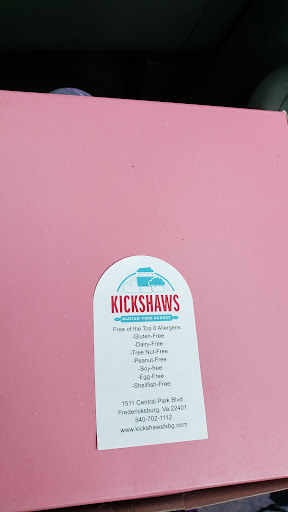 KICKSHAWS
GLUTEN-FREE BAKERY
Free of the Top 8 Allergens
-Gluten-Free
-Dairy-Free
-Tree Nut-Free
-Peanut-Free
-Soy-free
-Egg-Free
-Shellfish-Free
1511 Central Park Blvd
Fredericksburg, Va 22401
540-702-1112
www.kickshawsfxbg.com